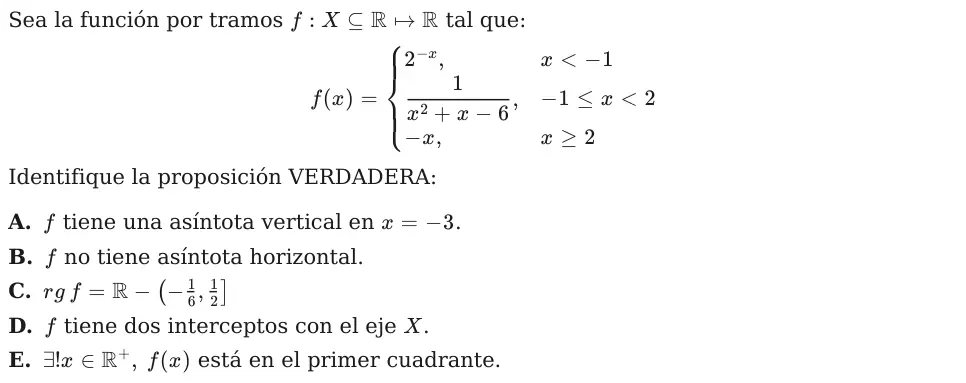 Sea la función por tramos f : X ⊆ ℝ ↦ ℝ tal que:
f(x) = { 2^{−x}, x < −1
1/(x² + x − 6), −1 ≤ x < 2
−x, x ≥ 2
Identifique la proposición VERDADERA:
A. f tiene una asíntota vertical en x = −3.
B. f no tiene asíntota horizontal.
C. rg f = ℝ − (−1/6, 1/2]
D. f tiene dos interceptos con el eje X.
E. ∃!x ∈ ℝ⁺, f(x) está en el primer cuadrante.